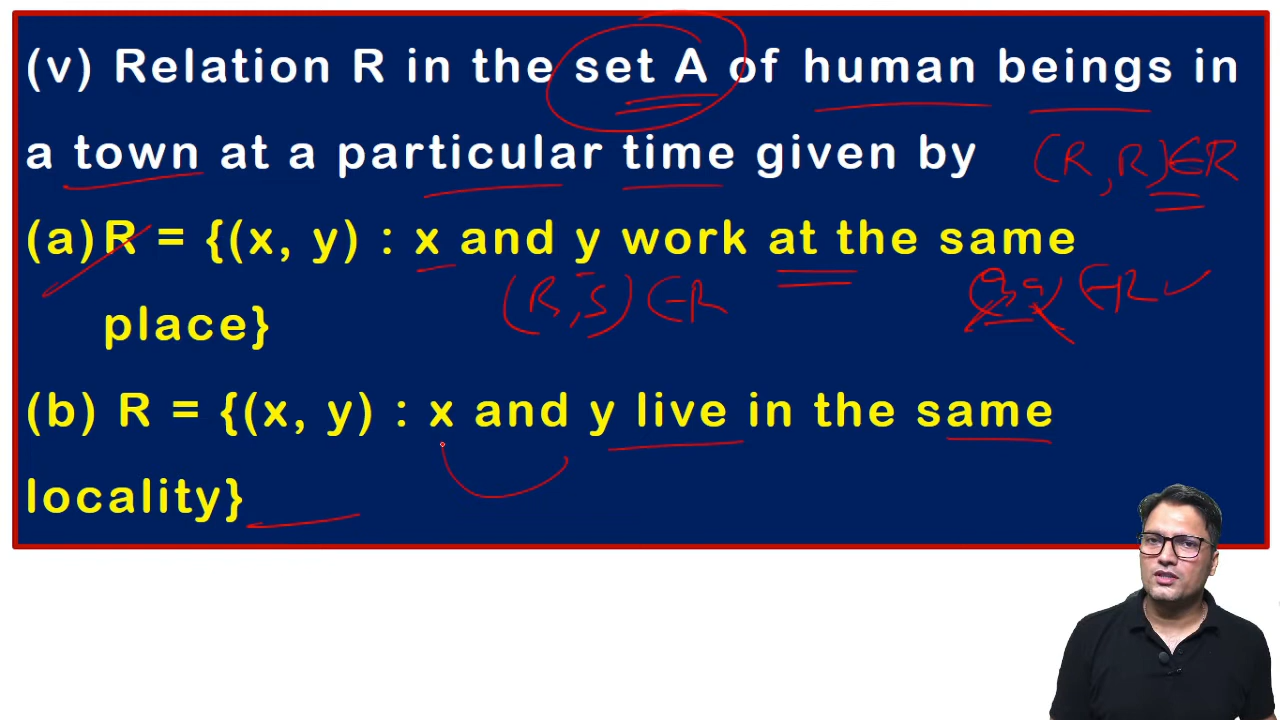 (v) Relation R in the set A of human beings in
a town at a particular time given by
(R, R) ∈ R
(a) R = {(x, y) : x and y work at the same
place}
(R, S) ∈ R
∈ R ✓
(b) R = {(x, y) : x and y live in the same
locality}